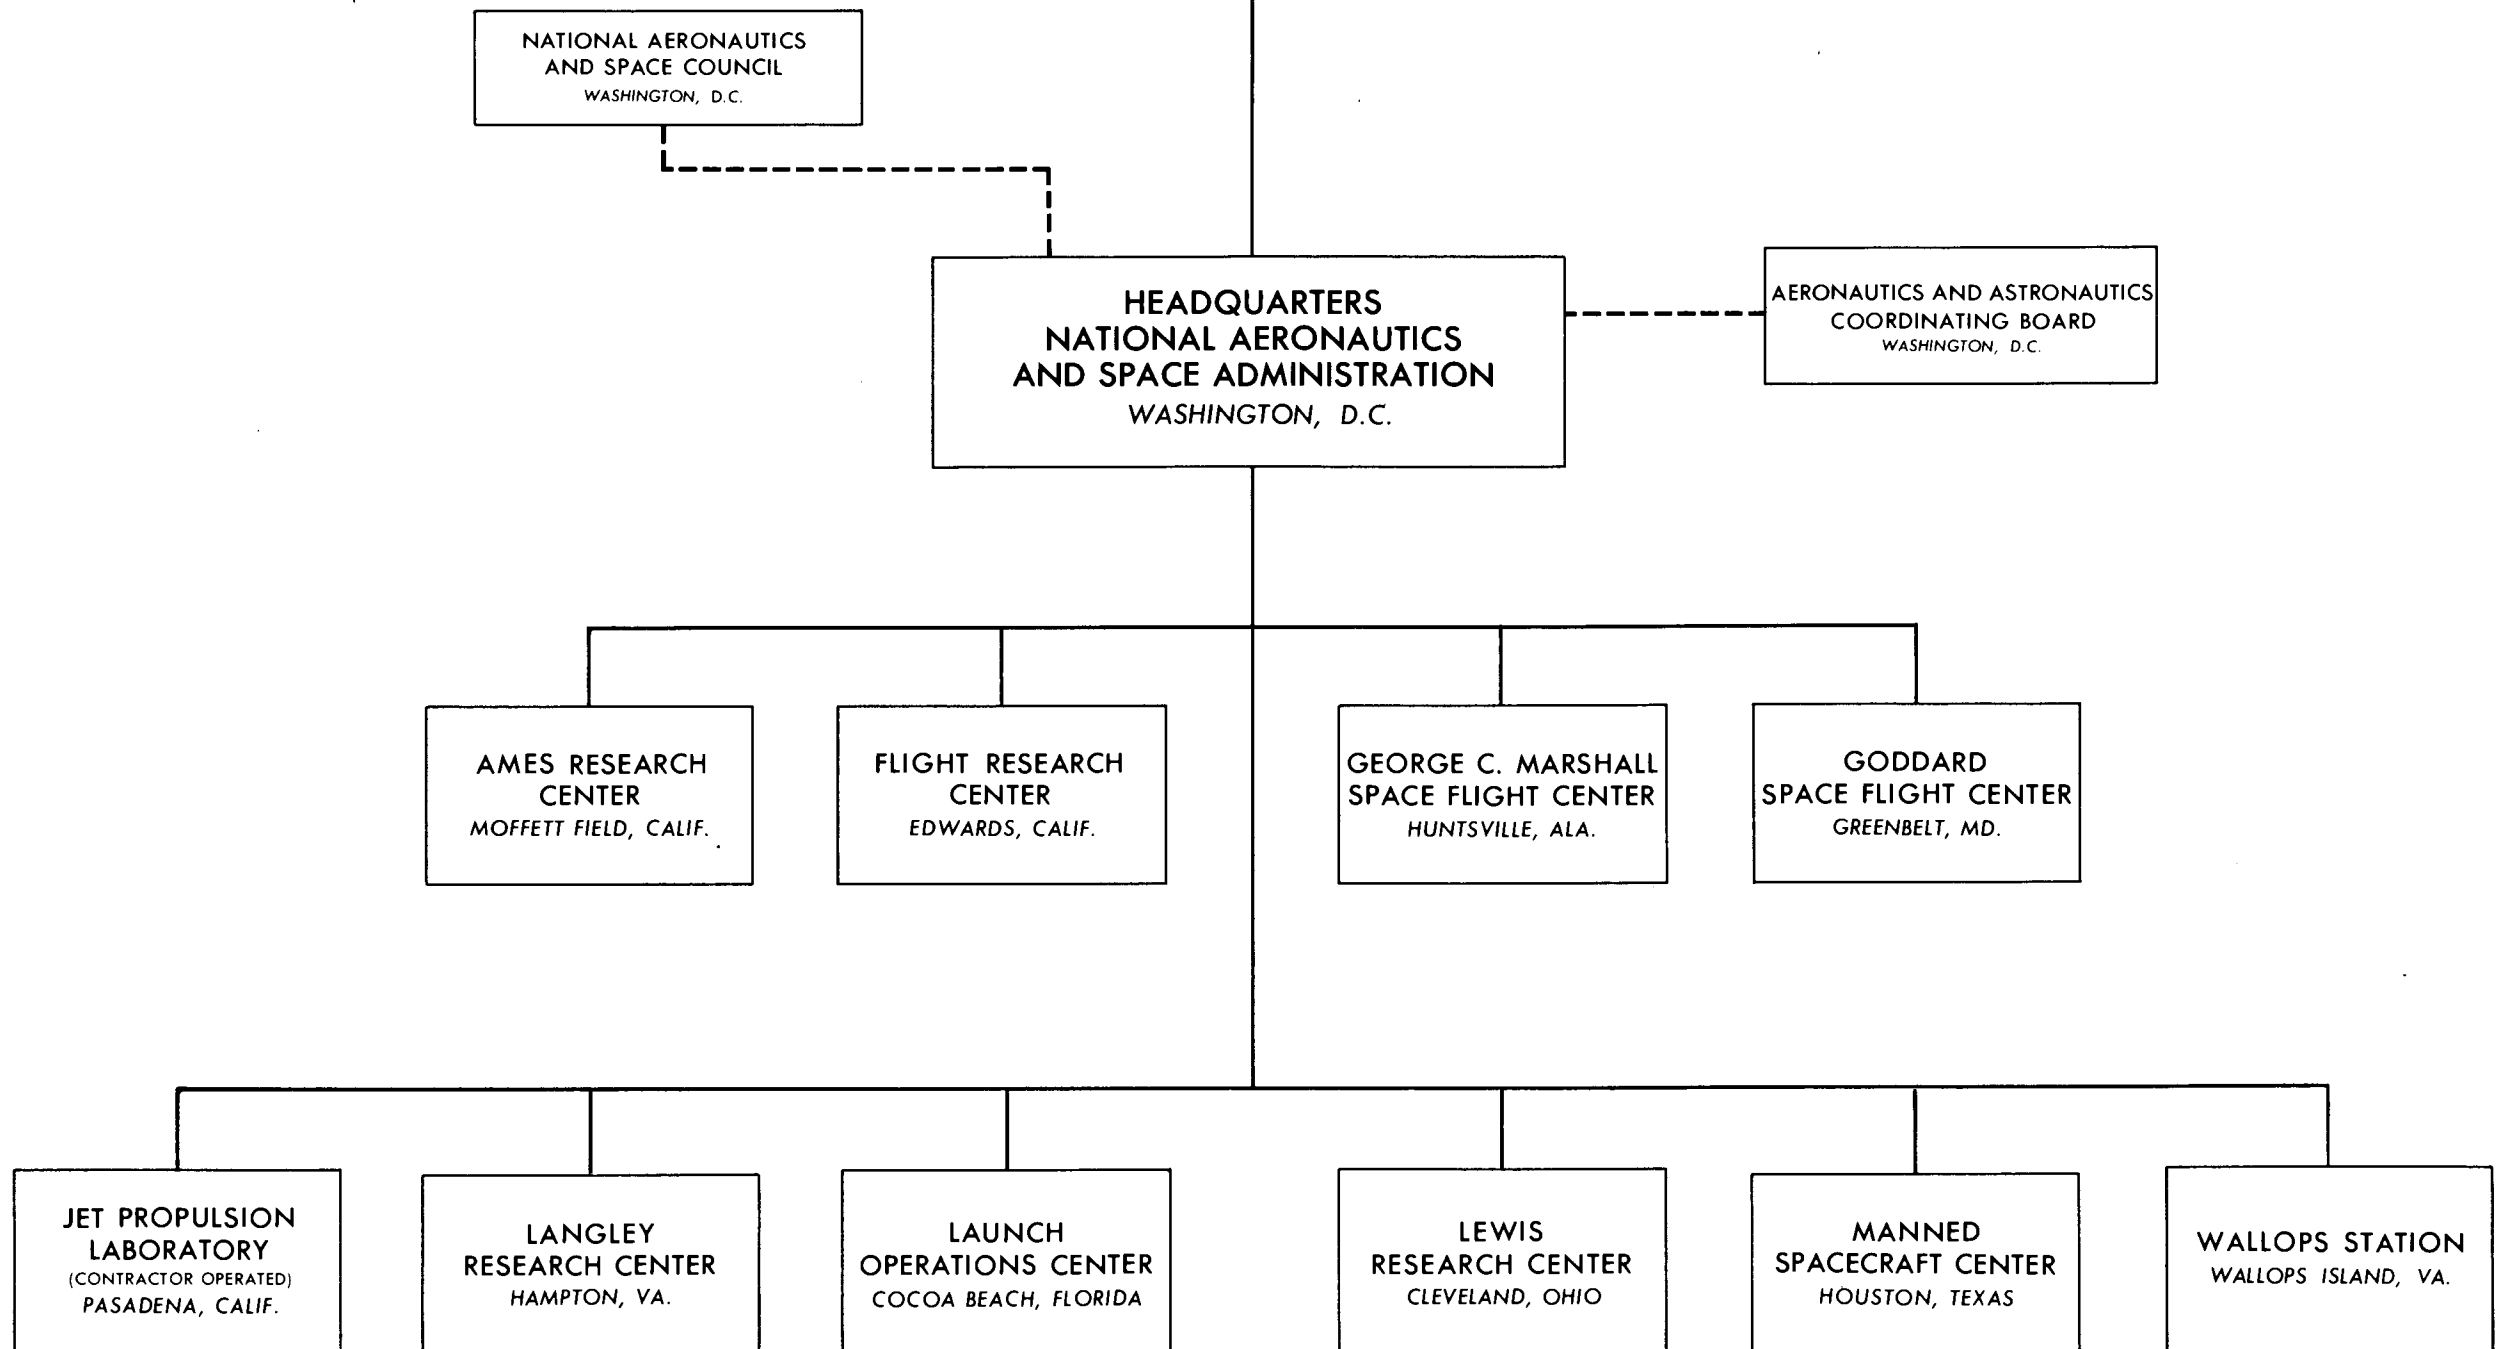 NATIONAL AERONAUTICS
AND SPACE COUNCIL
WASHINGTON, D.C.
HEADQUARTERS
NATIONAL AERONAUTICS
AND SPACE ADMINISTRATION
WASHINGTON, D.C.
AERONAUTICS AND ASTRONAUTICS
COORDINATING BOARD
WASHINGTON, D.C.
AMES RESEARCH
CENTER
MOFFETT FIELD, CALIF.
FLIGHT RESEARCH
CENTER
EDWARDS, CALIF.
GEORGE C. MARSHALL
SPACE FLIGHT CENTER
HUNTSVILLE, ALA.
GODDARD
SPACE FLIGHT CENTER
GREENBELT, MD.
JET PROPULSION
LABORATORY
(CONTRACTOR OPERATED)
PASADENA, CALIF.
LANGLEY
RESEARCH CENTER
HAMPTON, VA.
LAUNCH
OPERATIONS CENTER
COCOA BEACH, FLORIDA
LEWIS
RESEARCH CENTER
CLEVELAND, OHIO
MANNED
SPACECRAFT CENTER
HOUSTON, TEXAS
WALLOPS STATION
WALLOPS ISLAND, VA.